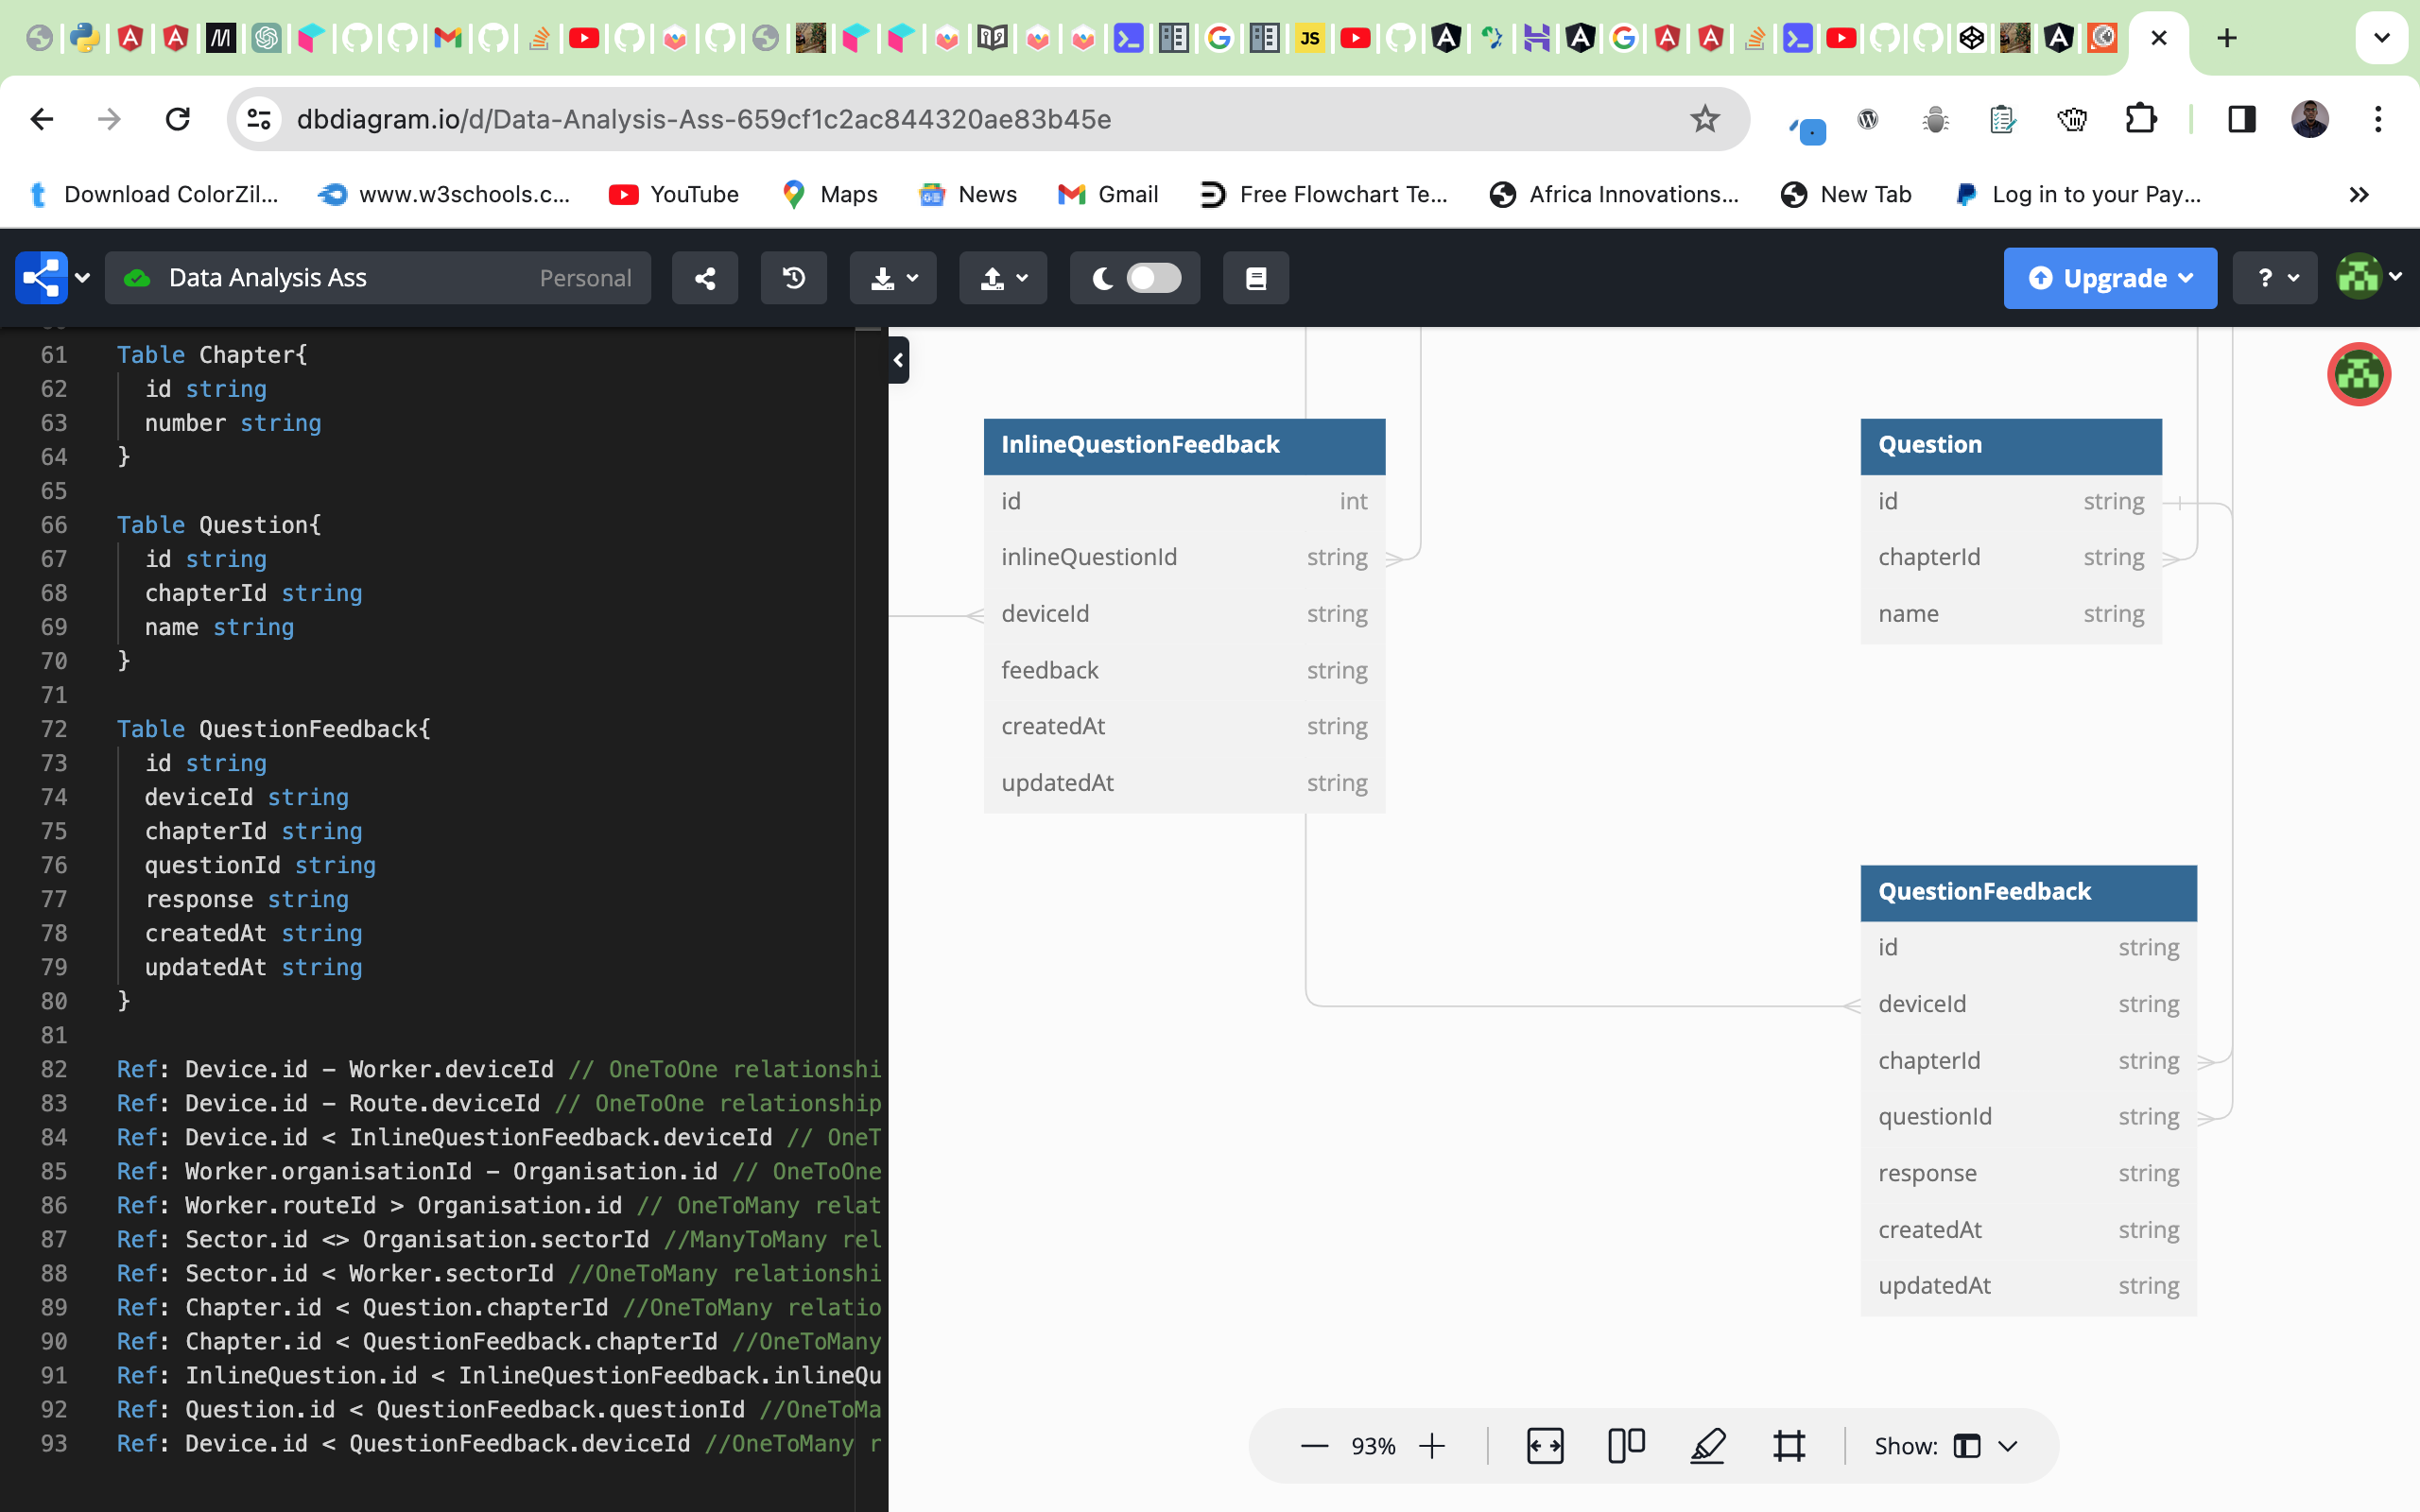 JS
dbdiagram.io/d/Data-Analysis-Ass-659cf1c2ac844320ae83b45e
Download ColorZil...
www.w3schools.c...
YouTube
Maps
News
Gmail
Free Flowchart Te...
Africa Innovations...
New Tab
Log in to your Pay...
Data Analysis Ass
Personal
Upgrade
?
61 Table Chapter{
62 id string
63 number string
64 }
65
66 Table Question{
67 id string
68 chapterId string
69 name string
70 }
71
72 Table QuestionFeedback{
73 id string
74 deviceId string
75 chapterId string
76 questionId string
77 response string
78 createdAt string
79 updatedAt string
80 }
81
82 Ref: Device.id - Worker.deviceId // OneToOne relationshi
83 Ref: Device.id - Route.deviceId // OneToOne relationship
84 Ref: Device.id < InlineQuestionFeedback.deviceId // OneT
85 Ref: Worker.organisationId - Organisation.id // OneToOne
86 Ref: Worker.routeId > Organisation.id // OneToMany relat
87 Ref: Sector.id <> Organisation.sectorId //ManyToMany rel
88 Ref: Sector.id < Worker.sectorId //OneToMany relationshi
89 Ref: Chapter.id < Question.chapterId //OneToMany relatio
90 Ref: Chapter.id < QuestionFeedback.chapterId //OneToMany
91 Ref: InlineQuestion.id < InlineQuestionFeedback.inlineQu
92 Ref: Question.id < QuestionFeedback.questionId //OneToMa
93 Ref: Device.id < QuestionFeedback.deviceId //OneToMany r
InlineQuestionFeedback
id int
inlineQuestionId string
deviceId string
feedback string
createdAt string
updatedAt string
Question
id string
chapterId string
name string
QuestionFeedback
id string
deviceId string
chapterId string
questionId string
response string
createdAt string
updatedAt string
93%
Show: